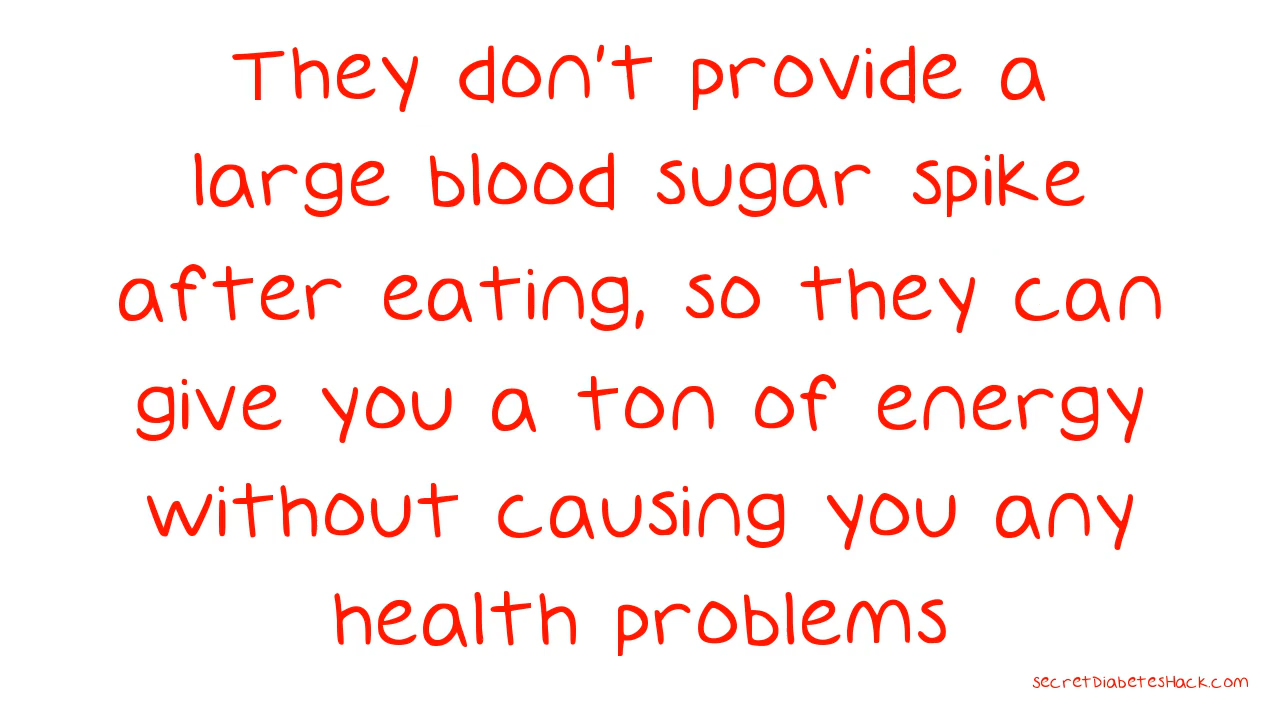 They don't provide a
large blood sugar spike
after eating, so they can
give you a ton of energy
without causing you any
health problems
secretDiabetesHack.com